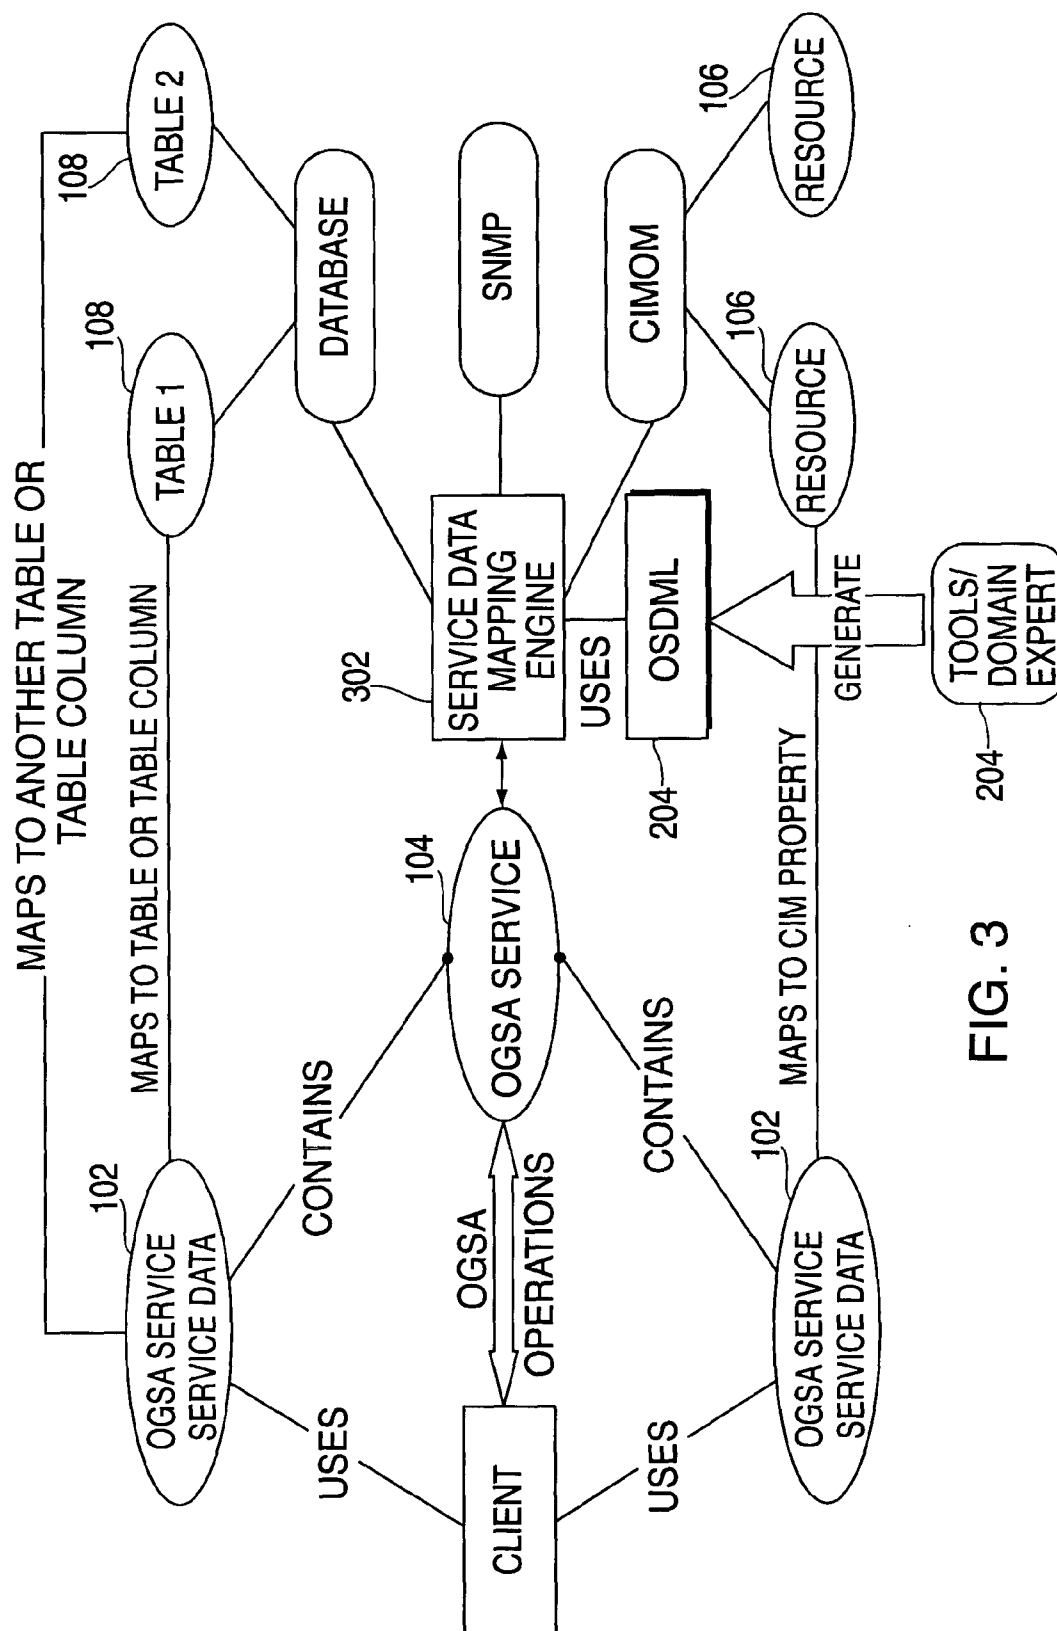 MAPS TO ANOTHER TABLE OR
TABLE COLUMN
102
OGSA SERVICE
SERVICE DATA
MAPS TO TABLE OR TABLE COLUMN
108
TABLE 1
108
TABLE 2
USES
CONTAINS
DATABASE
CLIENT
OGSA
OPERATIONS
104
OGSA SERVICE
302
SERVICE DATA
MAPPING
ENGINE
SNMP
USES
CONTAINS
USES
204
OSDML
CIMOM
102
OGSA SERVICE
SERVICE DATA
MAPS TO CIM PROPERTY
GENERATE
106
RESOURCE
106
RESOURCE
204
TOOLS/
DOMAIN
EXPERT
FIG. 3